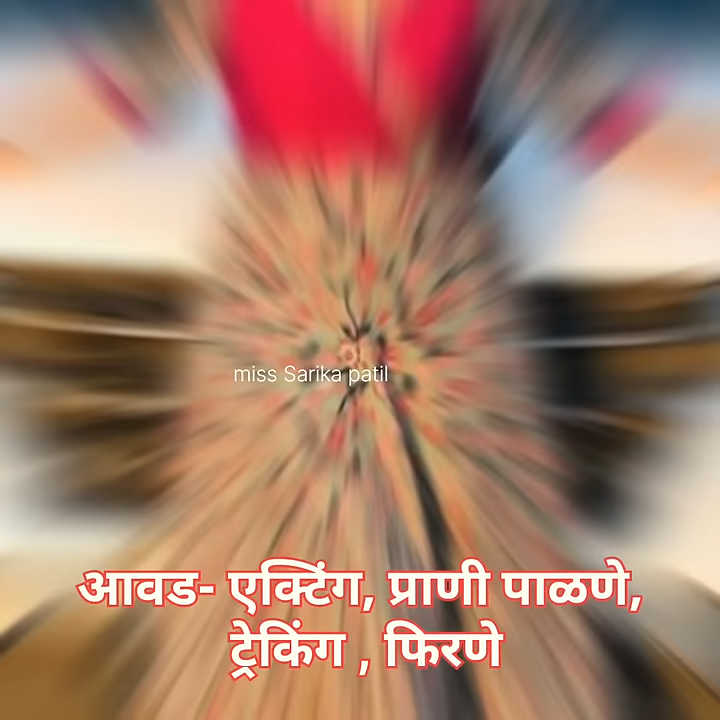 miss Sarika patil
आवड- एक्टिंग, प्राणी पाळणे,
ट्रेकिंग , फिरणे